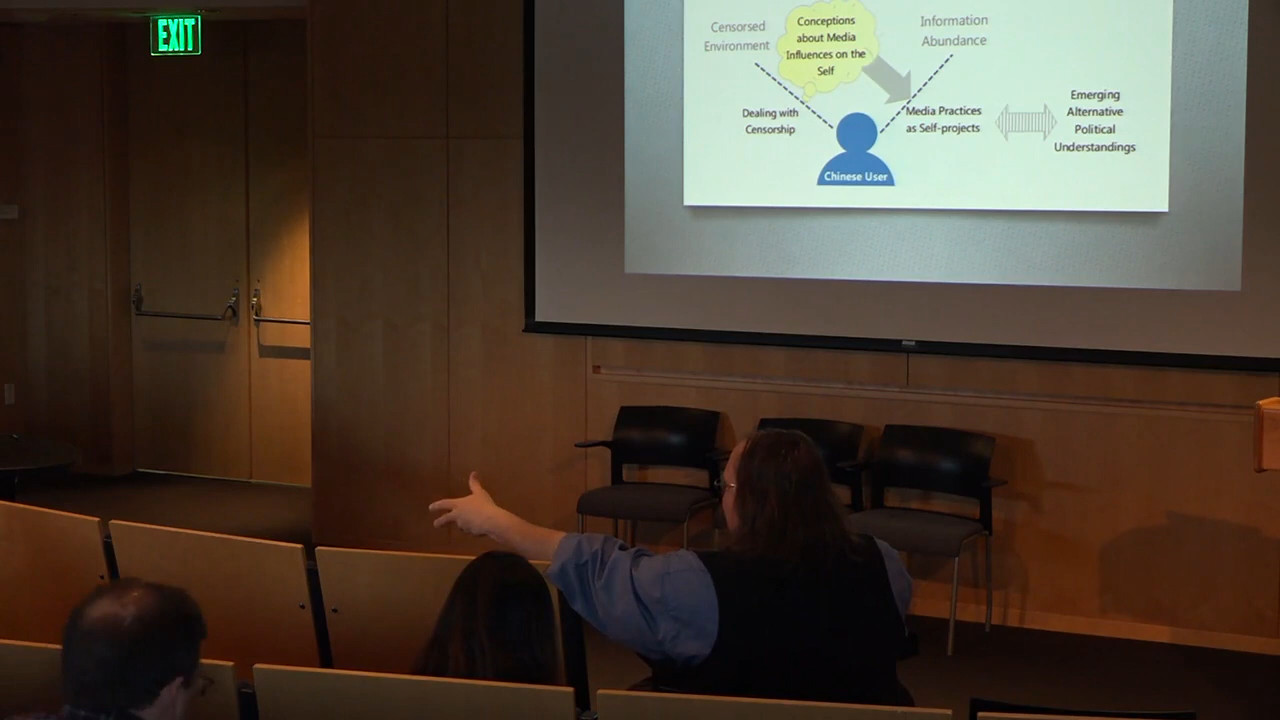 EXIT
Censorsed
Environment
Conceptions
about Media
Influences on the
Self
Information
Abundance
Dealing with
Censorship
Media Practices
as Self-projects
Emerging
Alternative
Political
Understandings
Chinese User